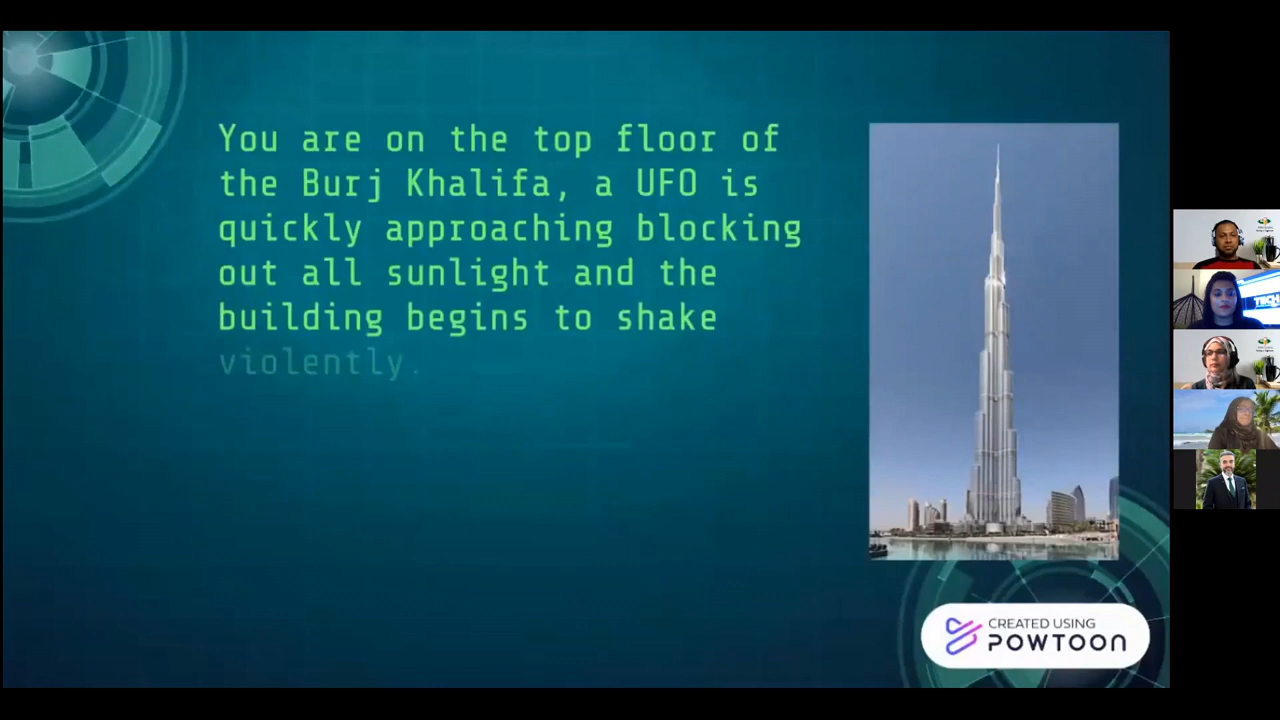 You are on the top floor of
the Burj Khalifa, a UFO is
quickly approaching blocking
out all sunlight and the
building begins to shake
violently.
CREATED USING
POWTOON
TECH